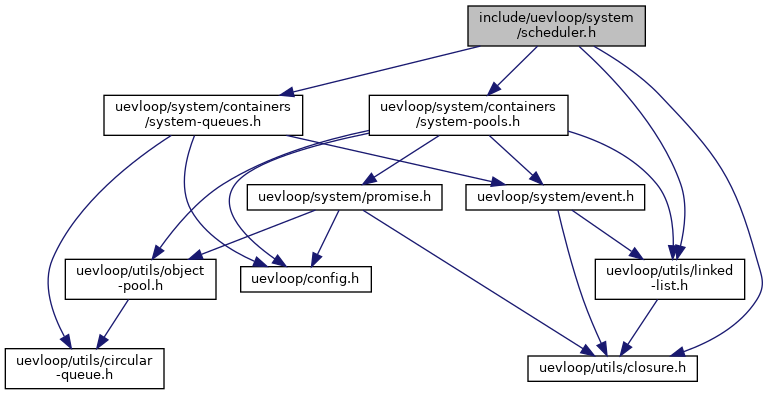 include/uevloop/system
/scheduler.h
uevloop/system/containers
/system-queues.h
uevloop/system/containers
/system-pools.h
uevloop/system/promise.h
uevloop/system/event.h
uevloop/utils/object
-pool.h
uevloop/config.h
uevloop/utils/linked
-list.h
uevloop/utils/circular
-queue.h
uevloop/utils/closure.h